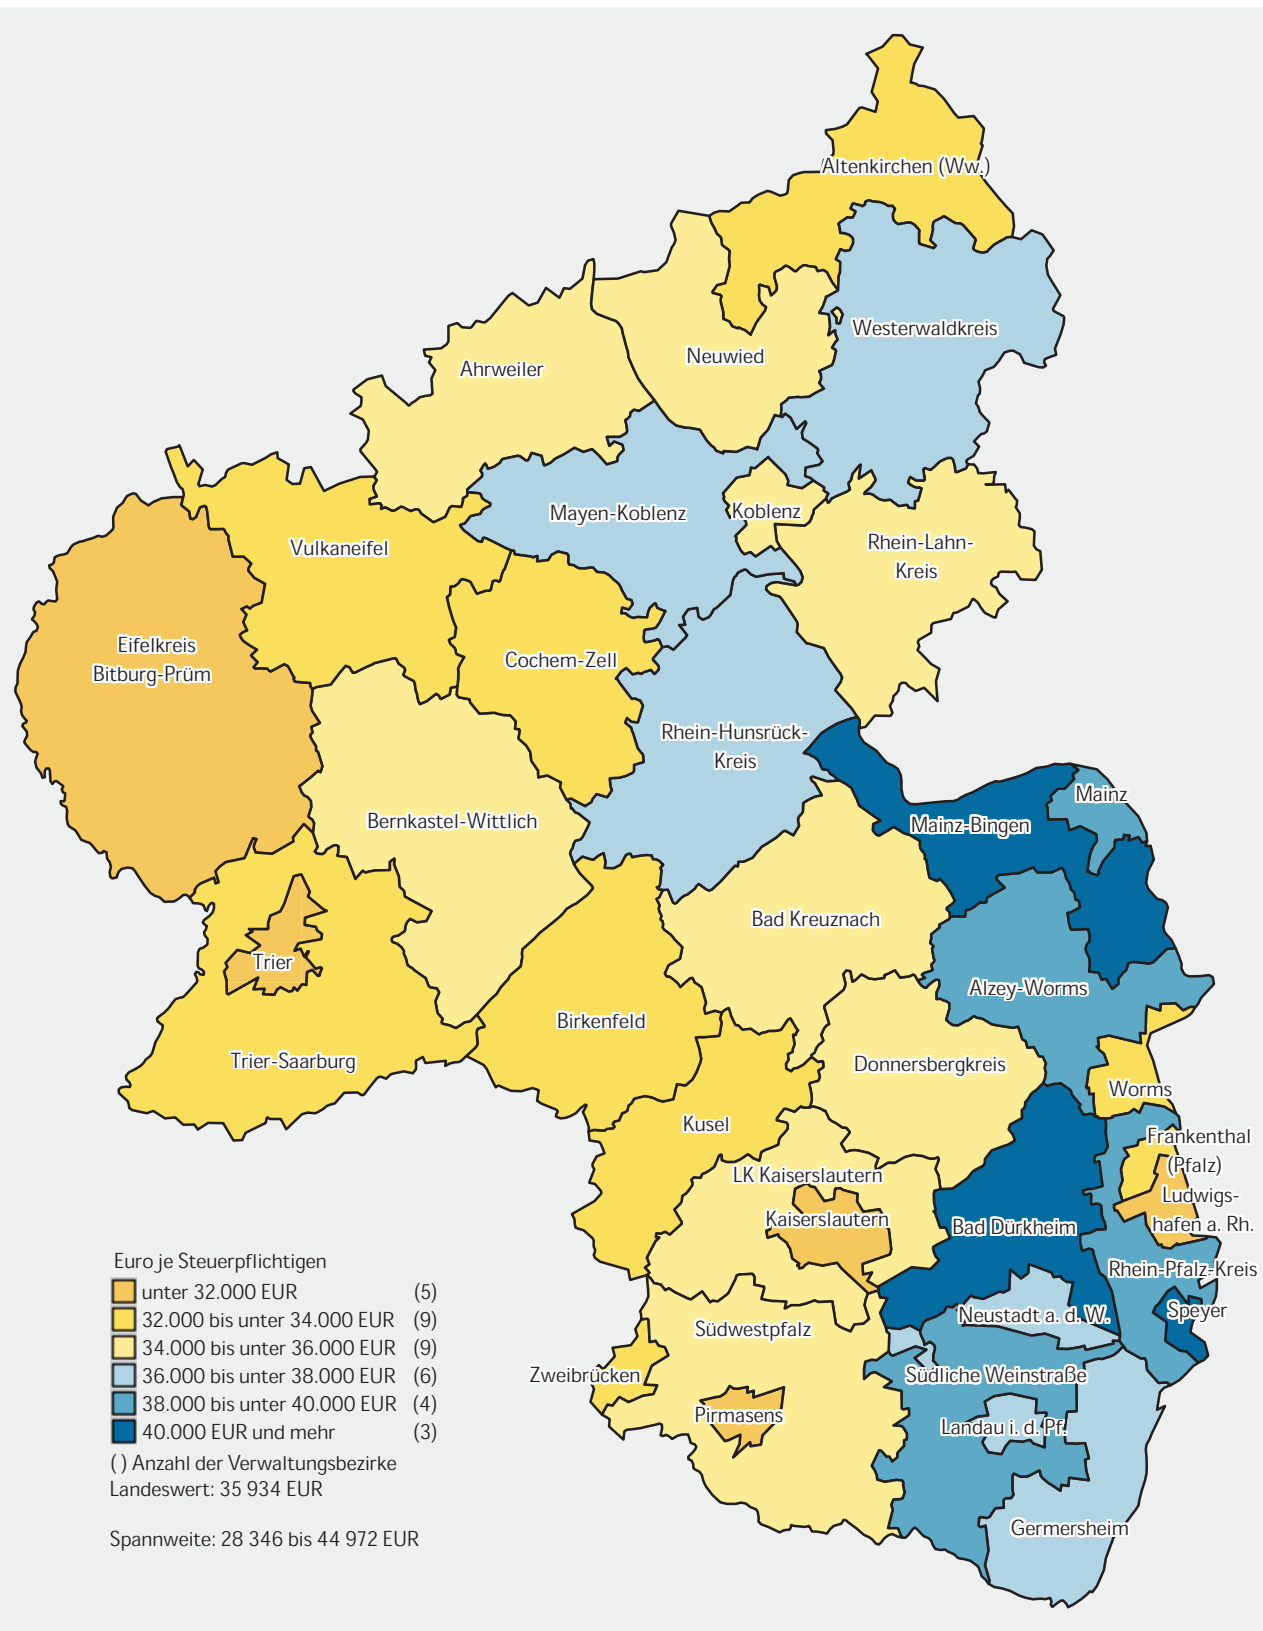 Altenkirchen (Ww.)
Westerwaldkreis
Neuwied
Ahrweiler
Mayen-Koblenz
Koblenz
Rhein-Lahn-
Kreis
Vulkaneifel
Eifelkreis
Bitburg-Prüm
Cochem-Zell
Rhein-Hunsrück-
Kreis
Mainz
Mainz-Bingen
Bernkastel-Wittlich
Bad Kreuznach
Trier
Alzey-Worms
Birkenfeld
Trier-Saarburg
Donnersbergkreis
Worms
Kusel
Frankenthal
(Pfalz)
LK Kaiserslautern
Ludwigs-
hafen a. Rh.
Kaiserslautern
Bad Dürkheim
Rhein-Pfalz-Kreis
Speyer
Neustadt a. d. W.
Südwestpfalz
Zweibrücken
Südliche Weinstraße
Pirmasens
Landau i. d. Pf.
Germersheim
Euro je Steuerpflichtigen
unter 32.000 EUR (5)
32.000 bis unter 34.000 EUR (9)
34.000 bis unter 36.000 EUR (9)
36.000 bis unter 38.000 EUR (6)
38.000 bis unter 40.000 EUR (4)
40.000 EUR und mehr (3)
( ) Anzahl der Verwaltungsbezirke
Landeswert: 35 934 EUR
Spannweite: 28 346 bis 44 972 EUR